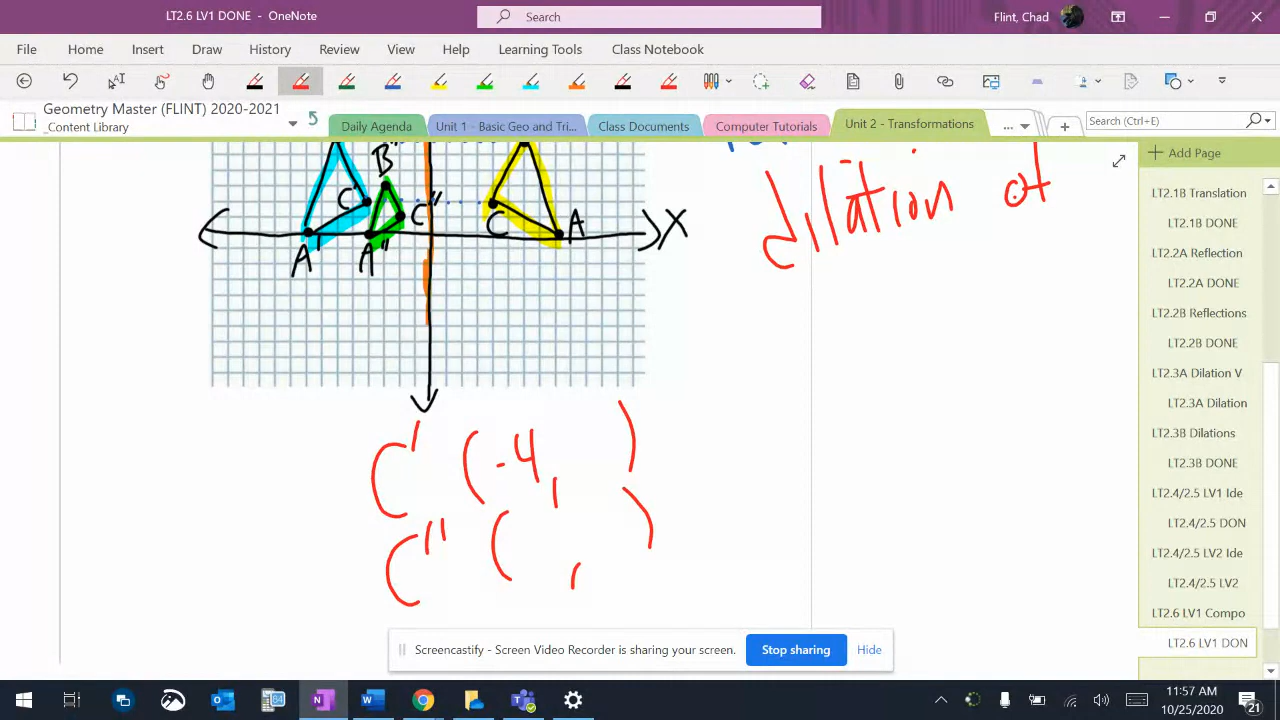 LT2.6 LV1 DONE - OneNote
Search
Flint, Chad
File Home Insert Draw History Review View Help Learning Tools Class Notebook
Geometry Master (FLINT) 2020-2021
_Content Library
Daily Agenda
Unit 1 - Basic Geo and Tri...
Class Documents
Computer Tutorials
Unit 2 - Transformations
...
Search (Ctrl+E)
Add Page
LT2.1B Translation
LT2.1B DONE
LT2.2A Reflection
LT2.2A DONE
LT2.2B Reflections
LT2.2B DONE
LT2.3A Dilation V
LT2.3A Dilation
LT2.3B Dilations
LT2.3B DONE
LT2.4/2.5 LV1 Ide
LT2.4/2.5 DON
LT2.4/2.5 LV2 Ide
LT2.4/2.5 LV2
LT2.6 LV1 Compo
LT2.6 LV1 DON
dilation of
B
C' C" C A X
A' A"
C' (-4, )
C" ( , )
Screencastify - Screen Video Recorder is sharing your screen.
Stop sharing
Hide
11:57 AM
10/25/2020
21